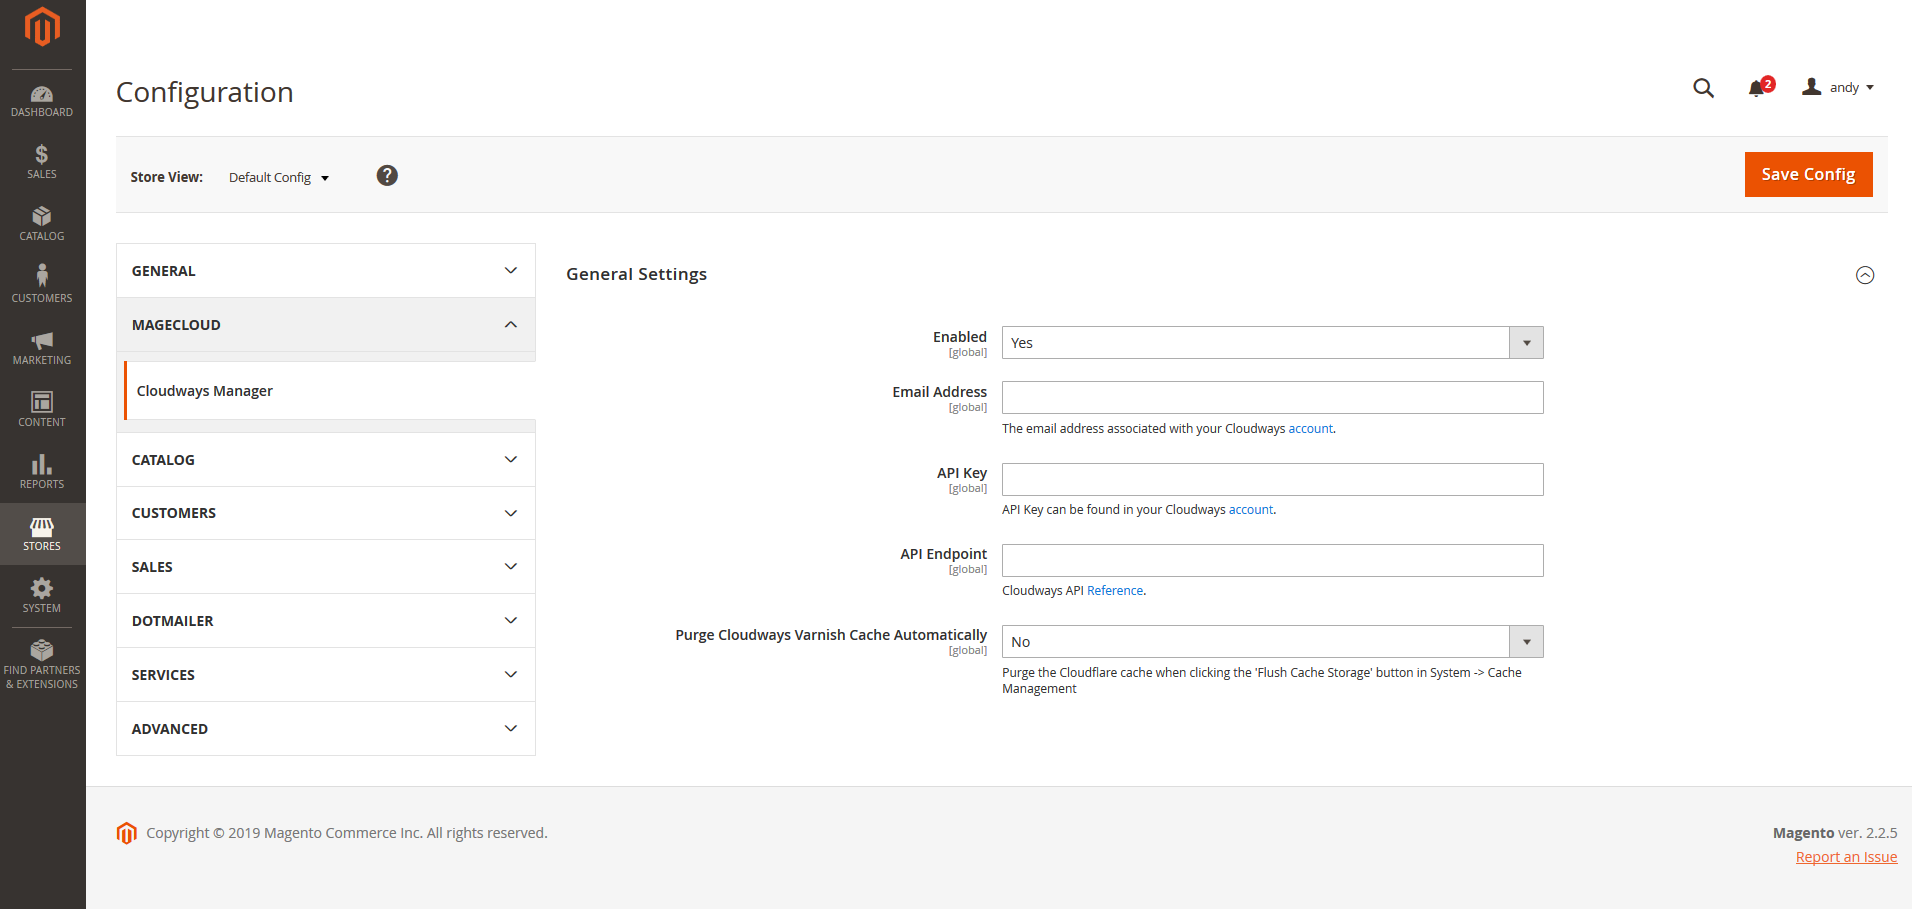 Configuration
2
andy
DASHBOARD
SALES
CATALOG
CUSTOMERS
MARKETING
CONTENT
REPORTS
STORES
SYSTEM
FIND PARTNERS
& EXTENSIONS
Store View: Default Config ?
Save Config
GENERAL
MAGECLOUD
Cloudways Manager
CATALOG
CUSTOMERS
SALES
DOTMAILER
SERVICES
ADVANCED
General Settings
Enabled
[global]
Yes
Email Address
[global]
The email address associated with your Cloudways account.
API Key
[global]
API Key can be found in your Cloudways account.
API Endpoint
[global]
Cloudways API Reference.
Purge Cloudways Varnish Cache Automatically
[global]
No
Purge the Cloudflare cache when clicking the 'Flush Cache Storage' button in System -> Cache
Management
Copyright © 2019 Magento Commerce Inc. All rights reserved.
Magento ver. 2.2.5
Report an Issue